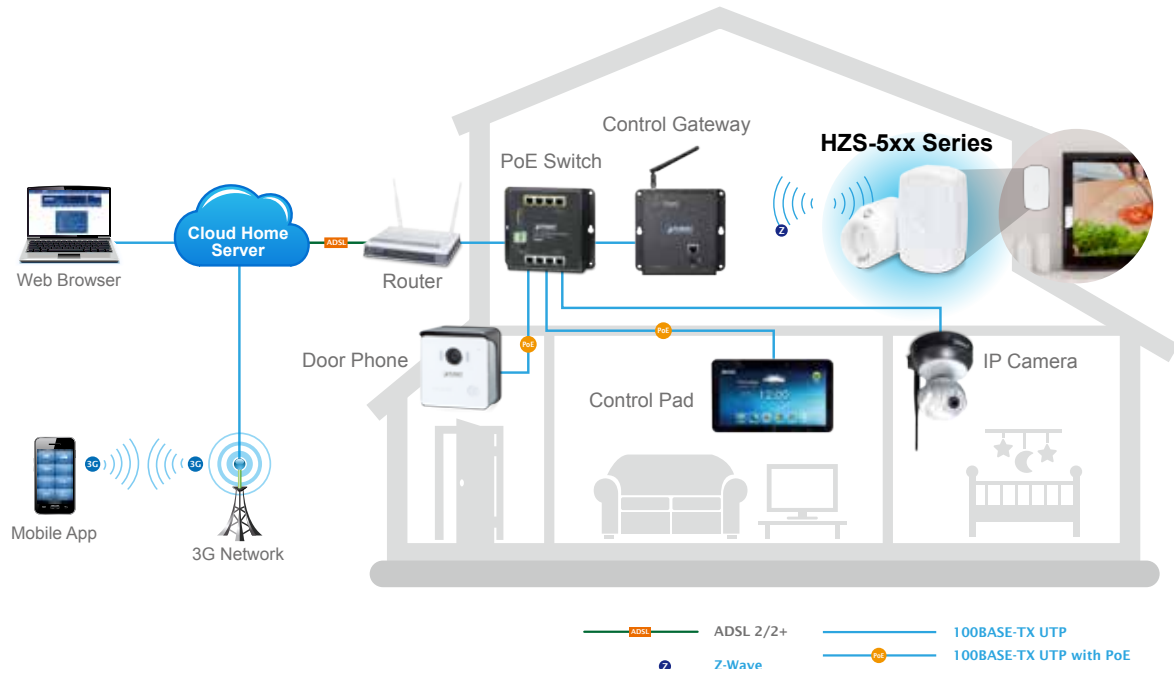 Control Gateway
HZS-5xx Series
PoE Switch
Z
Cloud Home
Server
ADSL
Web Browser
Router
PoE
PoE
Door Phone
IP Camera
Control Pad
12:00
3G
3G
Mobile App
3G Network
ADSL
ADSL 2/2+
100BASE-TX UTP
Z
Z-Wave
PoE
100BASE-TX UTP with PoE